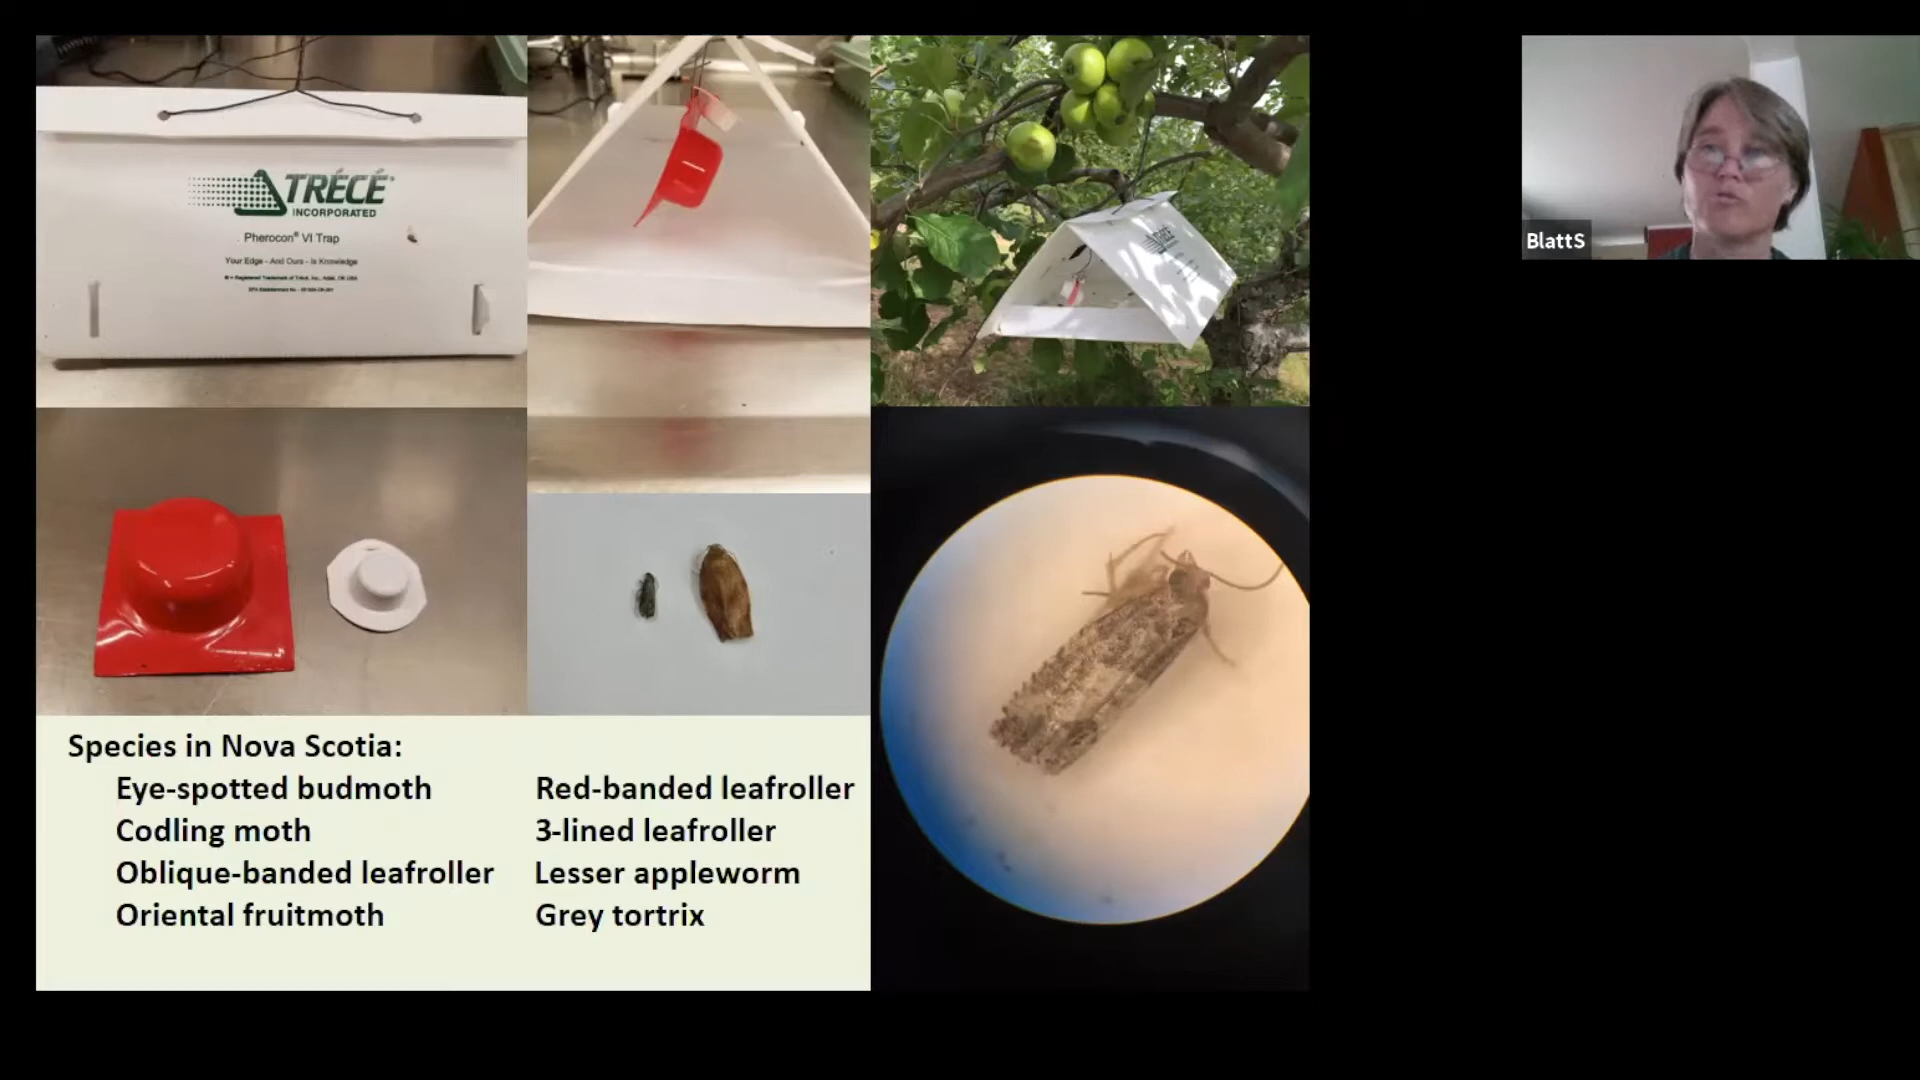 TRÉCÉ
INCORPORATED
Pherocon® VI Trap
Your Edge - And Ours - Is Knowledge
TRÉCÉ
BlattS
Species in Nova Scotia:
Eye-spotted budmoth
Codling moth
Oblique-banded leafroller
Oriental fruitmoth
Red-banded leafroller
3-lined leafroller
Lesser appleworm
Grey tortrix